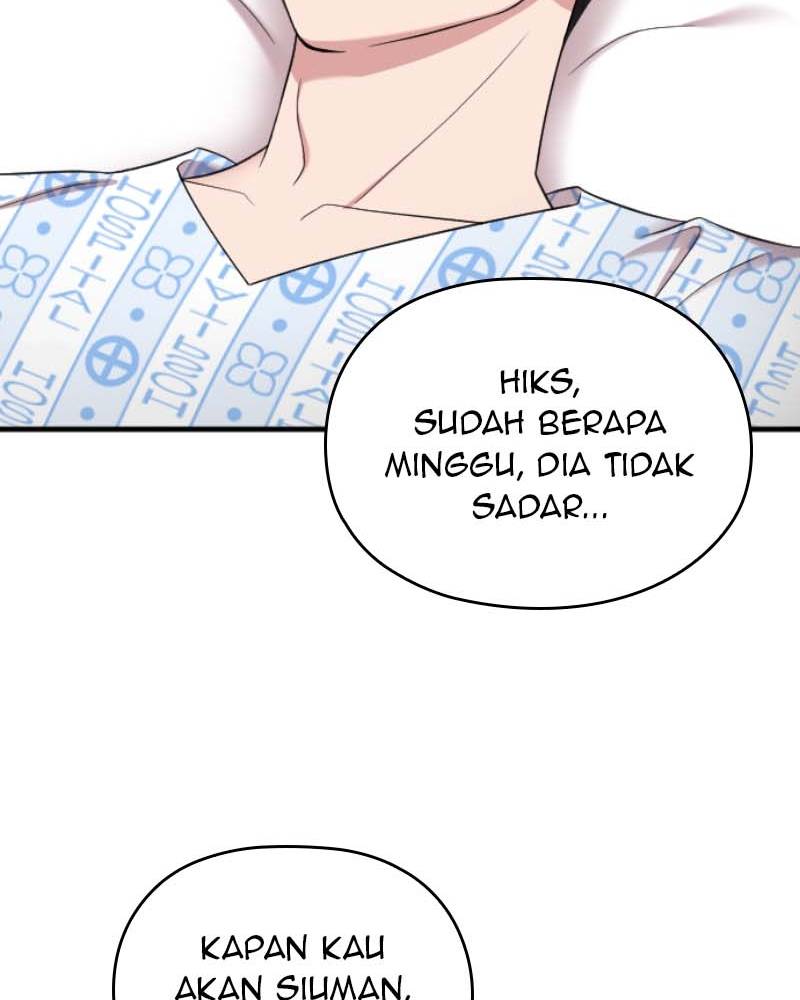 HIKS,
SUDAH BERAPA
MINGGU, DIA TIDAK
SADAR...
KAPAN KAU
AKAN SIUMAN,